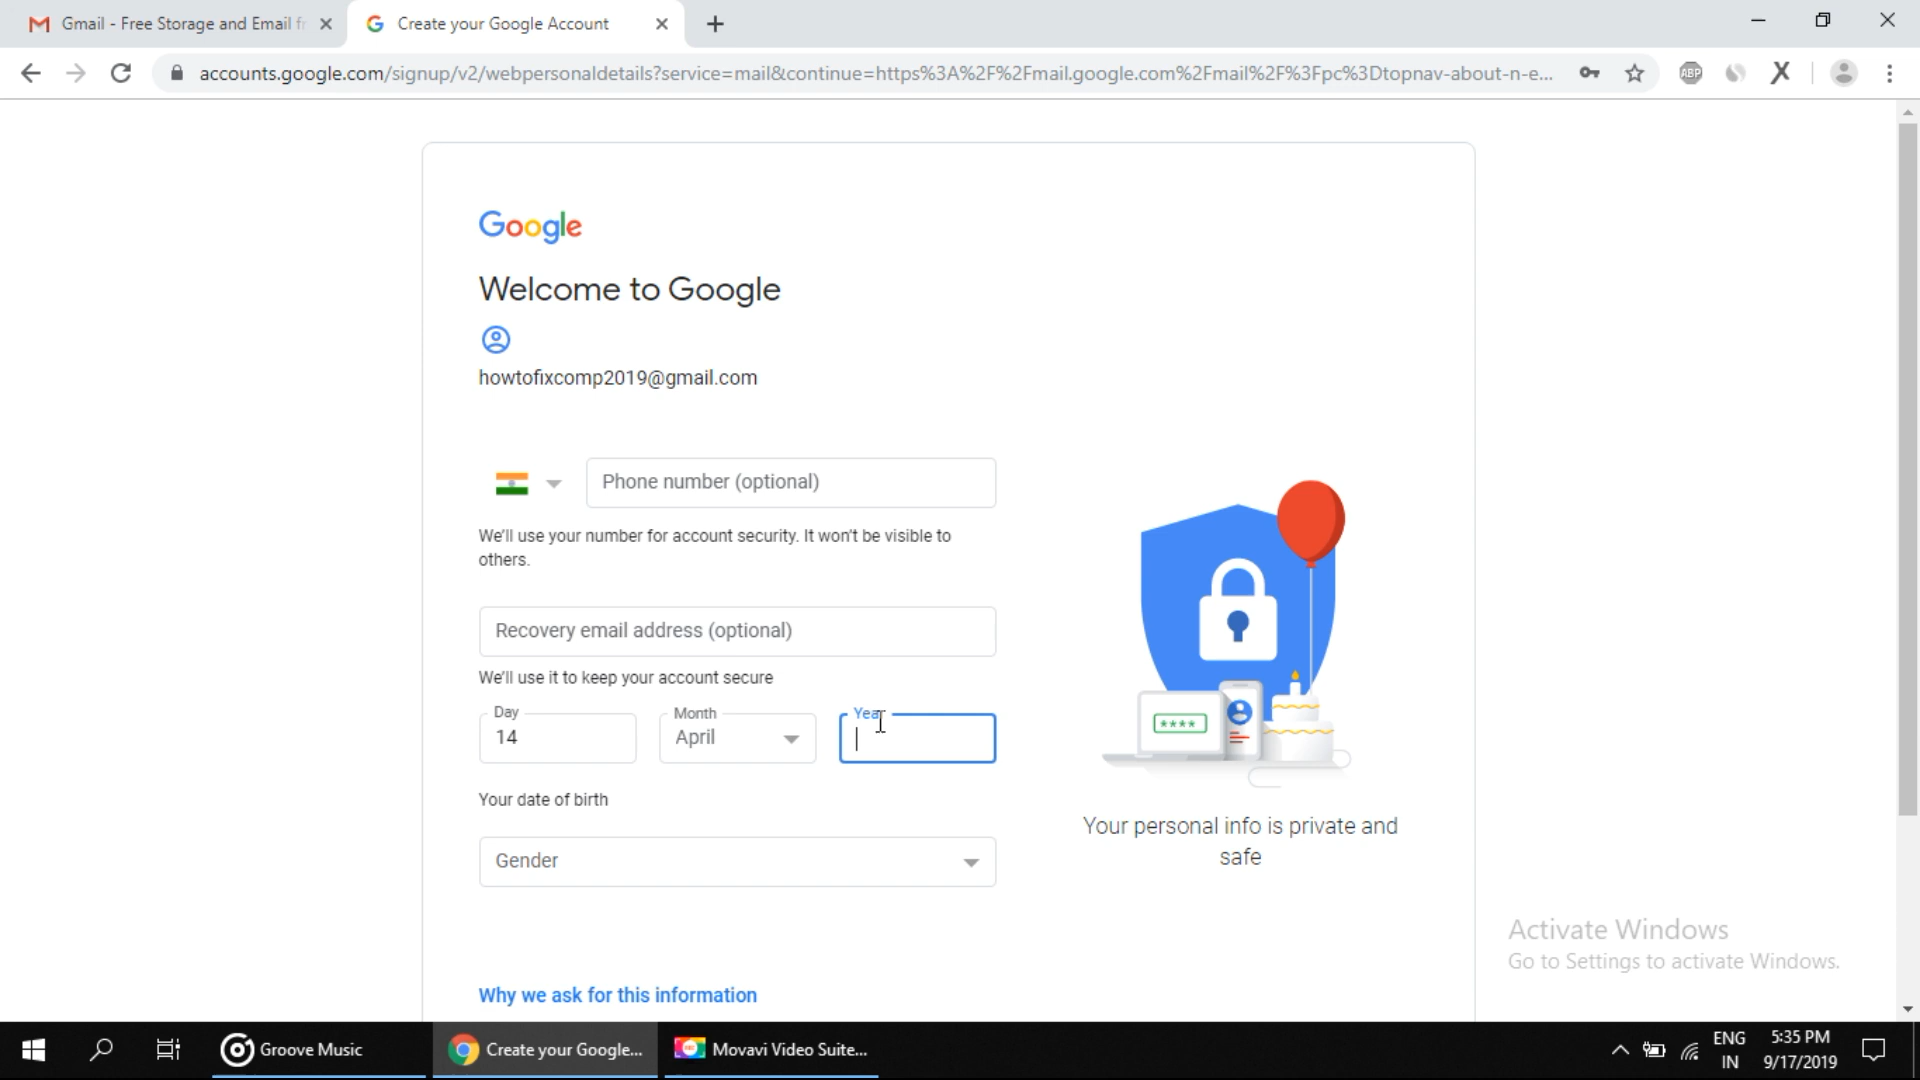 Gmail - Free Storage and Email fr
Create your Google Account
accounts.google.com/signup/v2/webpersonaldetails?service=mail&continue=https%3A%2F%2Fmail.google.com%2Fmail%2F%3Fpc%3Dtopnav-about-n-e...
ABP
Google
Welcome to Google
howtofixcomp2019@gmail.com
Phone number (optional)
We'll use your number for account security. It won't be visible to
others.
Recovery email address (optional)
We'll use it to keep your account secure
Day
Month
Year
14
April
****
Your date of birth
Your personal info is private and
safe
Gender
Activate Windows
Go to Settings to activate Windows.
Why we ask for this information
Groove Music
Create your Google...
Movavi Video Suite...
ENG
IN
5:35 PM
9/17/2019